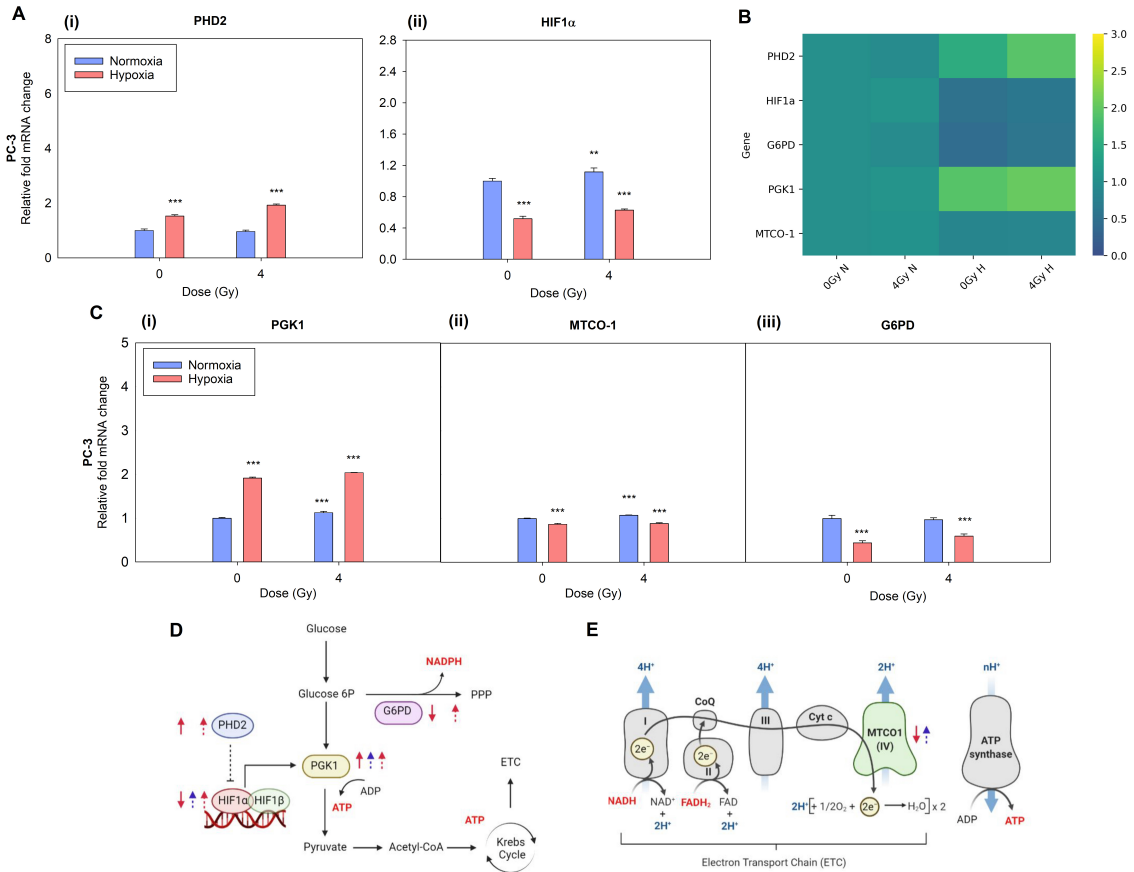 A
(i)
PHD2
8
6
4
2
0
Normoxia
Hypoxia
***
***
0
4
Dose (Gy)
PC-3
Relative fold mRNA change
(ii)
HIF1α
2.8
2.4
2.0
1.6
1.2
0.8
0.4
0.0
***
**
***
0
4
Dose (Gy)
B
Gene
PHD2
HIF1a
G6PD
PGK1
MTCO-1
0Gy N
4Gy N
0Gy H
4Gy H
3.0
2.5
2.0
1.5
1.0
0.5
0.0
C
(i)
PGK1
5
4
3
2
1
0
Normoxia
Hypoxia
***
***
***
0
4
Dose (Gy)
PC-3
Relative fold mRNA change
(ii)
MTCO-1
***
***
***
0
4
Dose (Gy)
(iii)
G6PD
***
***
0
4
Dose (Gy)
D
Glucose
NADPH
Glucose 6P
PPP
G6PD
PHD2
PGK1
ADP
ATP
HIF1α
HIF1β
ETC
ATP
Pyruvate
Acetyl-CoA
Krebs
Cycle
E
4H⁺
4H⁺
2H⁺
nH⁺
CoQ
I
III
Cyt c
MTCO1
(IV)
2e⁻
2e⁻
II
ATP
synthase
NADH
NAD⁺
+
2H⁺
FADH₂
FAD
+
2H⁺
2H⁺[+ 1/2O₂ + 2e⁻ → H₂O] x 2
ADP
ATP
Electron Transport Chain (ETC)